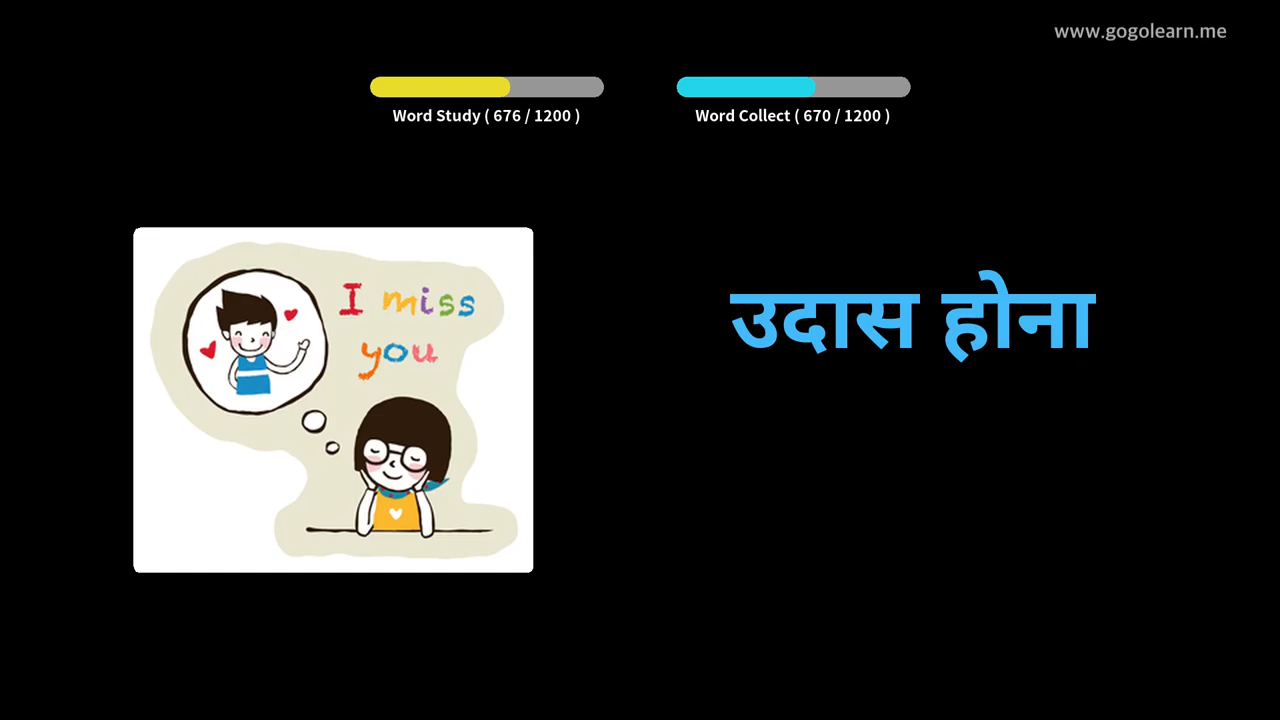 www.gogolearn.me
Word Study ( 676 / 1200 )
Word Collect ( 670 / 1200 )
I miss
you
उदास होना